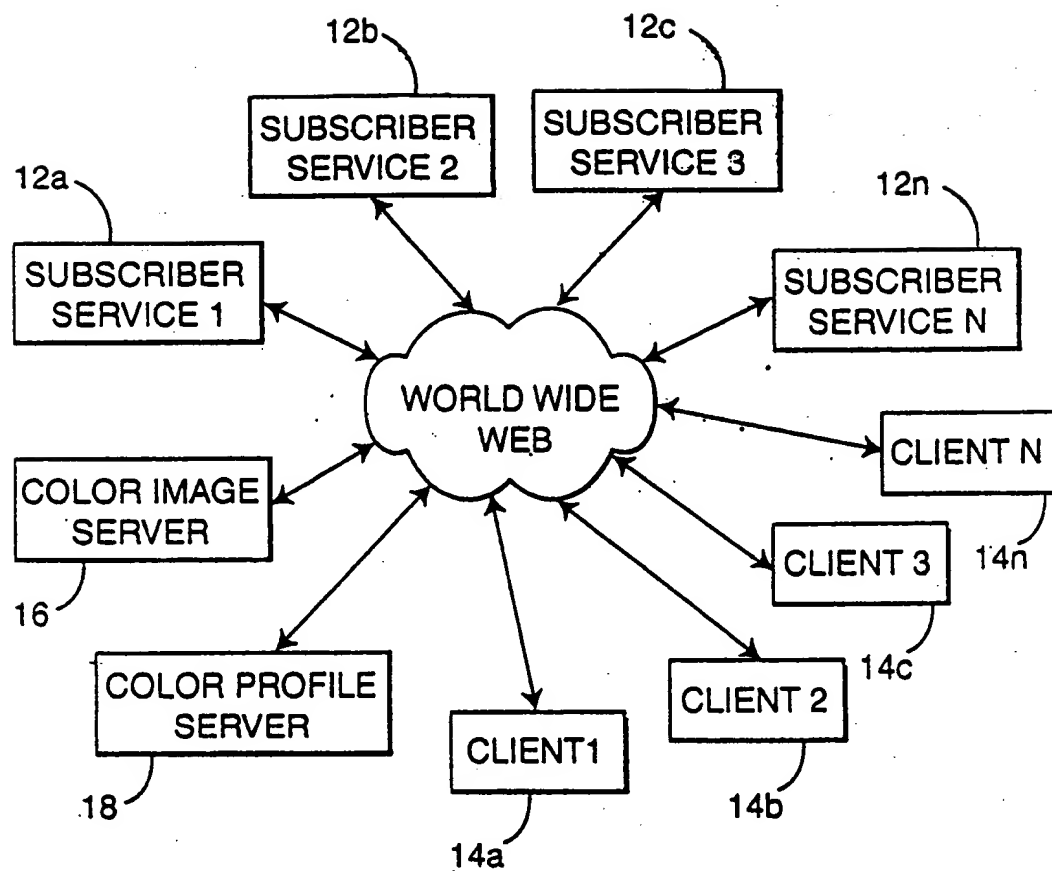 12b
12c
SUBSCRIBER
SERVICE 2
SUBSCRIBER
SERVICE 3
12a
12n
SUBSCRIBER
SERVICE 1
SUBSCRIBER
SERVICE N
WORLD WIDE
WEB
CLIENT N
COLOR IMAGE
SERVER
14n
CLIENT 3
16
14c
COLOR PROFILE
SERVER
CLIENT 2
CLIENT1
18
14b
14a